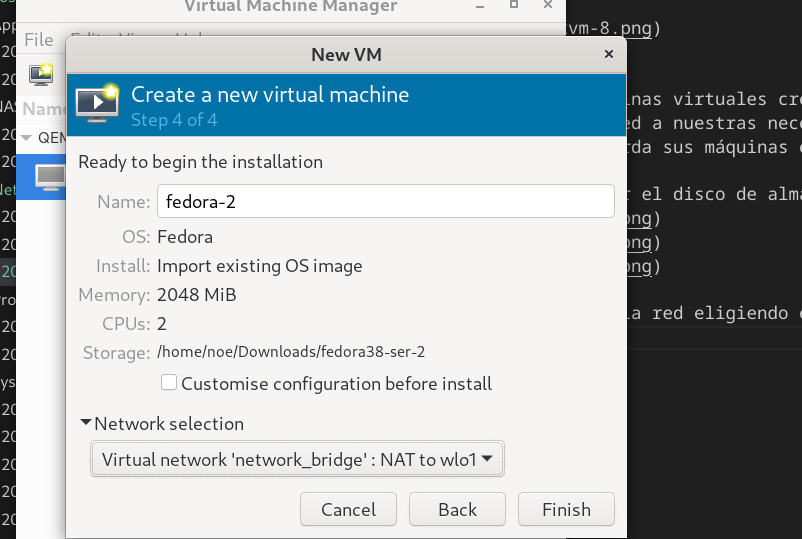 Virtual Machine Manager
File
vm-8.png)
New VM
Create a new virtual machine
Step 4 of 4
Name
QEM
Ready to begin the installation
Name: fedora-2
OS: Fedora
Install: Import existing OS image
Memory: 2048 MiB
CPUs: 2
Storage: /home/noe/Downloads/fedora38-ser-2
Customise configuration before install
Network selection
Virtual network 'network_bridge' : NAT to wlo1
Cancel
Back
Finish
inas virtuales cre
ed a nuestras nece
rda sus máquinas e
r el disco de alma
png)
png)
png)
la red eligiendo e